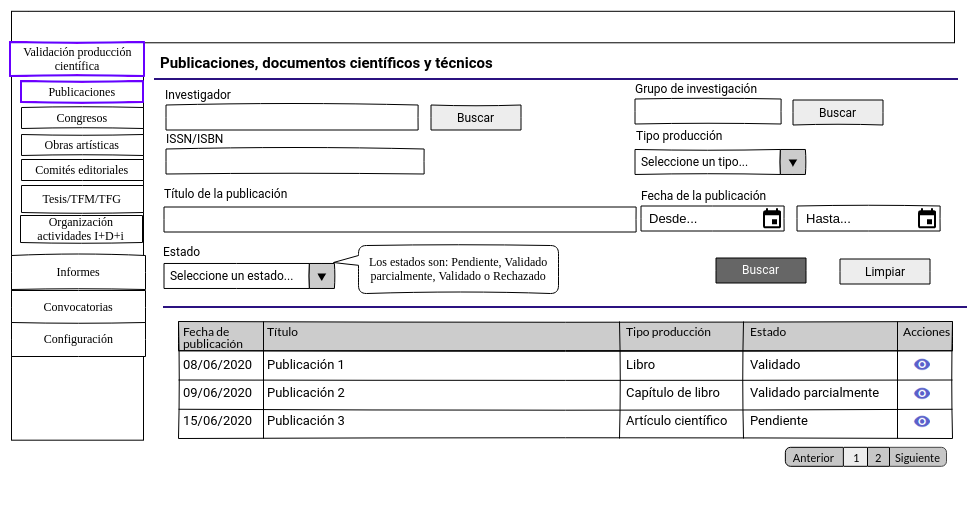 Validación producción
científica
Publicaciones
Congresos
Obras artísticas
Comités editoriales
Tesis/TFM/TFG
Organización
actividades I+D+i
Informes
Convocatorias
Configuración
Publicaciones, documentos científicos y técnicos
Investigador
Buscar
Grupo de investigación
Buscar
ISSN/ISBN
Tipo producción
Seleccione un tipo...
Título de la publicación
Fecha de la publicación
Desde...
Hasta...
Estado
Seleccione un estado...
Los estados son: Pendiente, Validado
parcialmente, Validado o Rechazado
Buscar
Limpiar
Fecha de
publicación
Título
Tipo producción
Estado
Acciones
08/06/2020 Publicación 1 Libro Validado
09/06/2020 Publicación 2 Capítulo de libro Validado parcialmente
15/06/2020 Publicación 3 Artículo científico Pendiente
Anterior 1 2 Siguiente